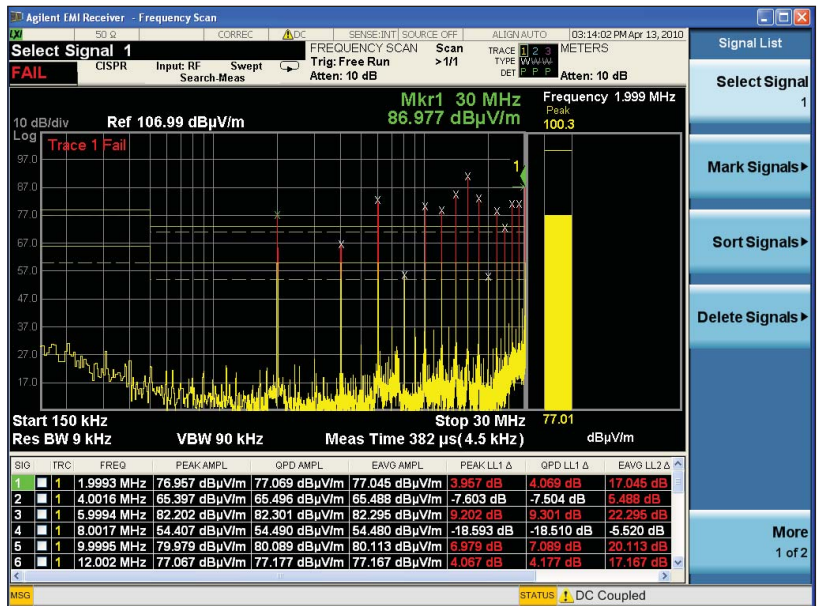 Agilent EMI Receiver - Frequency Scan
LXI 50 Ω CORREC DC SENSE:INT SOURCE OFF ALIGN AUTO 03:14:02 PM Apr 13, 2010
Select Signal 1
FREQUENCY SCAN Scan
TRACE 1 2 3 METERS
FAIL
CISPR Input: RF Swept
Trig: Free Run >1/1
TYPE W W W
Search-Meas
Atten: 10 dB
DET P P P Atten: 10 dB
Mkr1 30 MHz
86.977 dBµV/m
Frequency 1.999 MHz
Peak
100.3
10 dB/div Ref 106.99 dBµV/m
Log
Trace 1 Fail
1
97.0
87.0
77.0
67.0
57.0
47.0
37.0
27.0
17.0
Start 150 kHz
Stop 30 MHz
Res BW 9 kHz VBW 90 kHz Meas Time 382 µs( 4.5 kHz)
77.01
dBµV/m
SIG TRC FREQ PEAK AMPL QPD AMPL EAVG AMPL PEAK LL1 Δ QPD LL1 Δ EAVG LL2 Δ
1 1 1.9993 MHz 76.957 dBµV/m 77.069 dBµV/m 77.045 dBµV/m 3.957 dB 4.069 dB 17.045 dB
2 1 4.0016 MHz 65.397 dBµV/m 65.496 dBµV/m 65.488 dBµV/m -7.603 dB -7.504 dB 5.488 dB
3 1 5.9994 MHz 82.202 dBµV/m 82.301 dBµV/m 82.295 dBµV/m 9.202 dB 9.301 dB 22.295 dB
4 1 8.0017 MHz 54.407 dBµV/m 54.490 dBµV/m 54.480 dBµV/m -18.593 dB -18.510 dB -5.520 dB
5 1 9.9995 MHz 79.979 dBµV/m 80.089 dBµV/m 80.113 dBµV/m 6.979 dB 7.089 dB 20.113 dB
6 1 12.002 MHz 77.067 dBµV/m 77.177 dBµV/m 77.167 dBµV/m 4.067 dB 4.177 dB 17.167 dB
MSG
STATUS DC Coupled
Signal List
Select Signal
1
Mark Signals
Sort Signals
Delete Signals
More
1 of 2